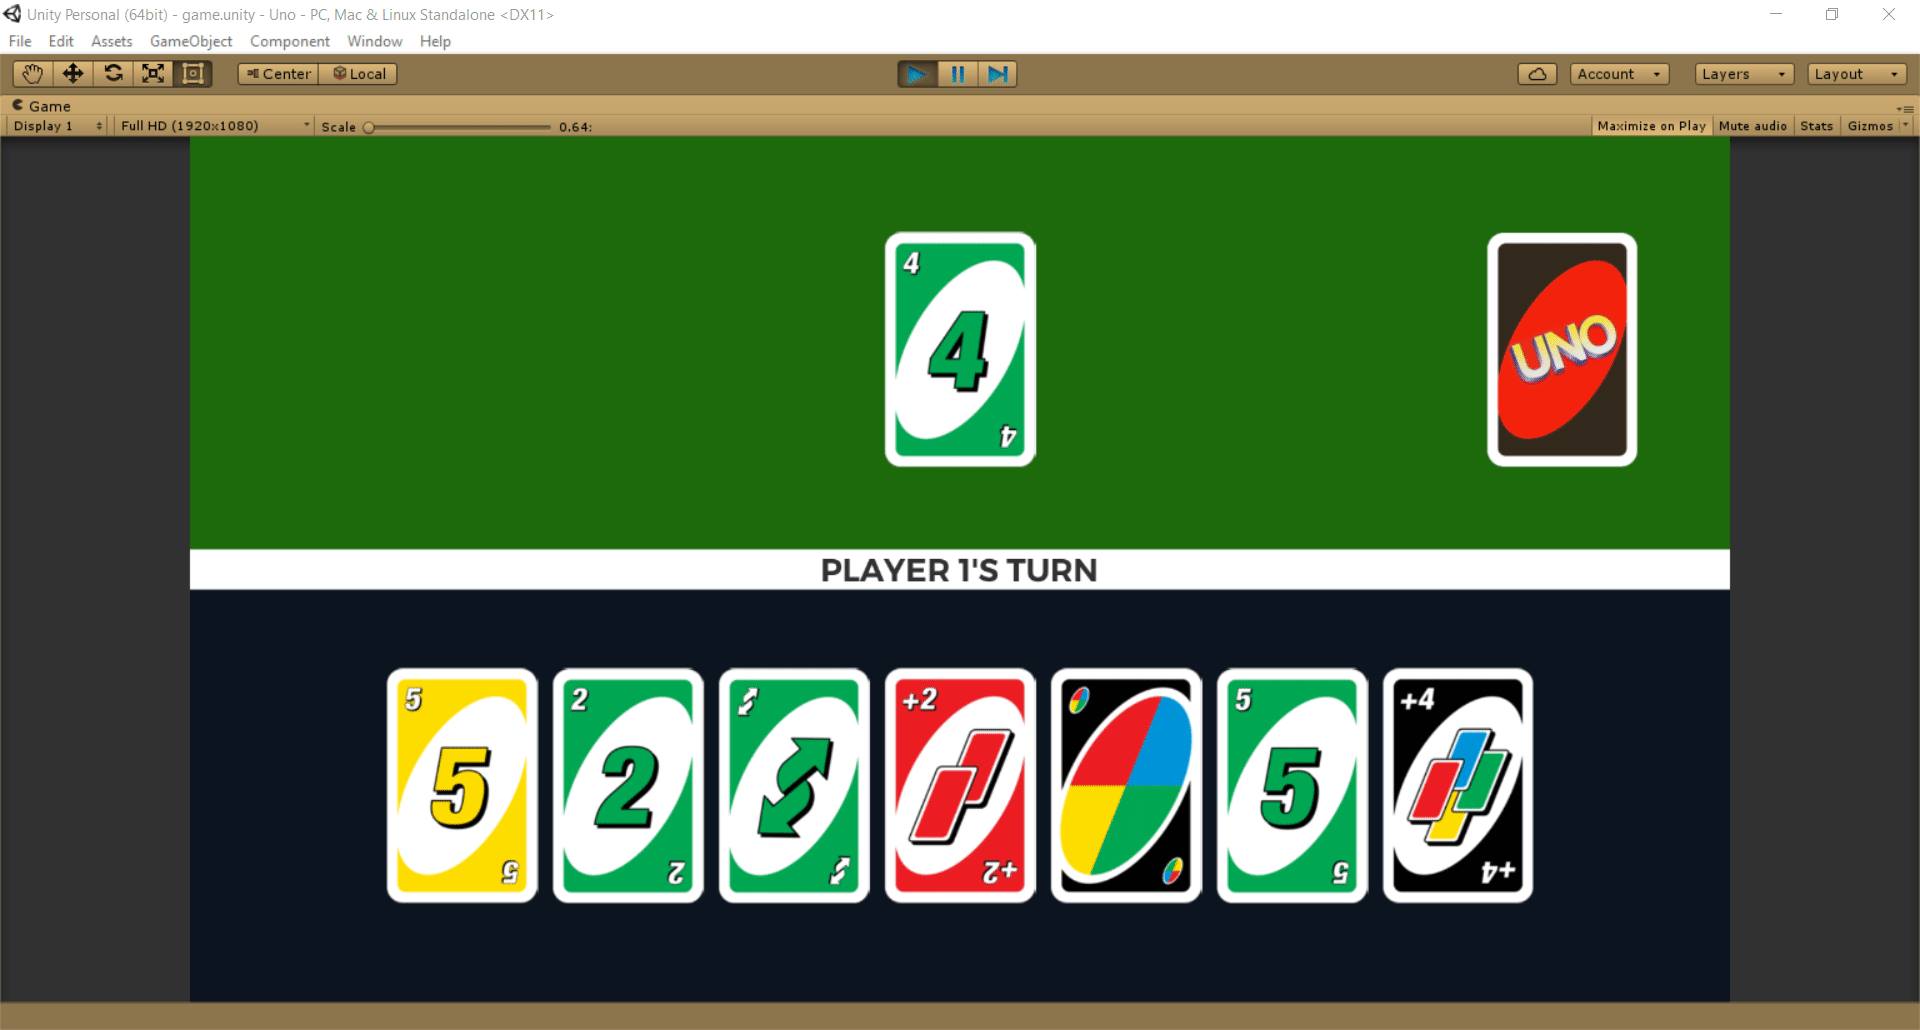 Unity Personal (64bit) - game.unity - Uno - PC, Mac & Linux Standalone <DX11>
File Edit Assets GameObject Component Window Help
Center Local Account Layers Layout
Game
Display 1 Full HD (1920x1080) Scale 0.64: Maximize on Play Mute audio Stats Gizmos
4
4
4
UNO
PLAYER 1'S TURN
5 2 +2 5 +4
5 2 5
5 2 +2 5 +4